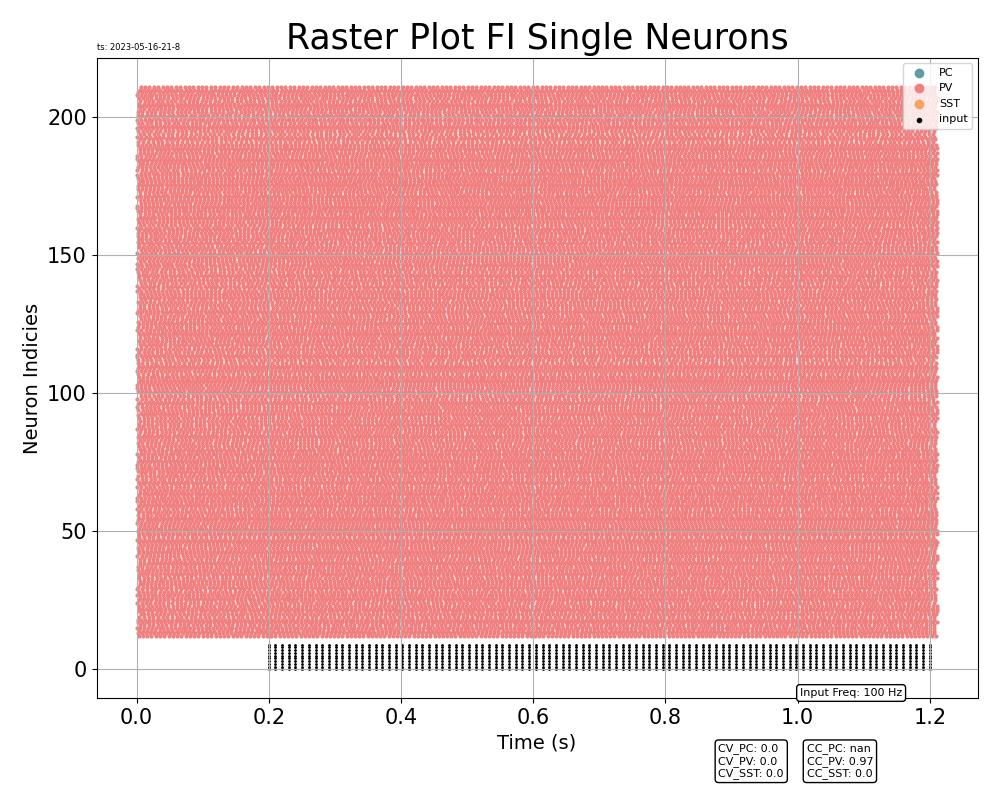 Raster Plot FI Single Neurons
ts: 2023-05-16-21-8
PC
PV
SST
input
200
150
100
50
0
Neuron Indicies
0.0 0.2 0.4 0.6 0.8 1.0 1.2
Time (s)
Input Freq: 100 Hz
CV_PC: 0.0
CV_PV: 0.0
CV_SST: 0.0
CC_PC: nan
CC_PV: 0.97
CC_SST: 0.0